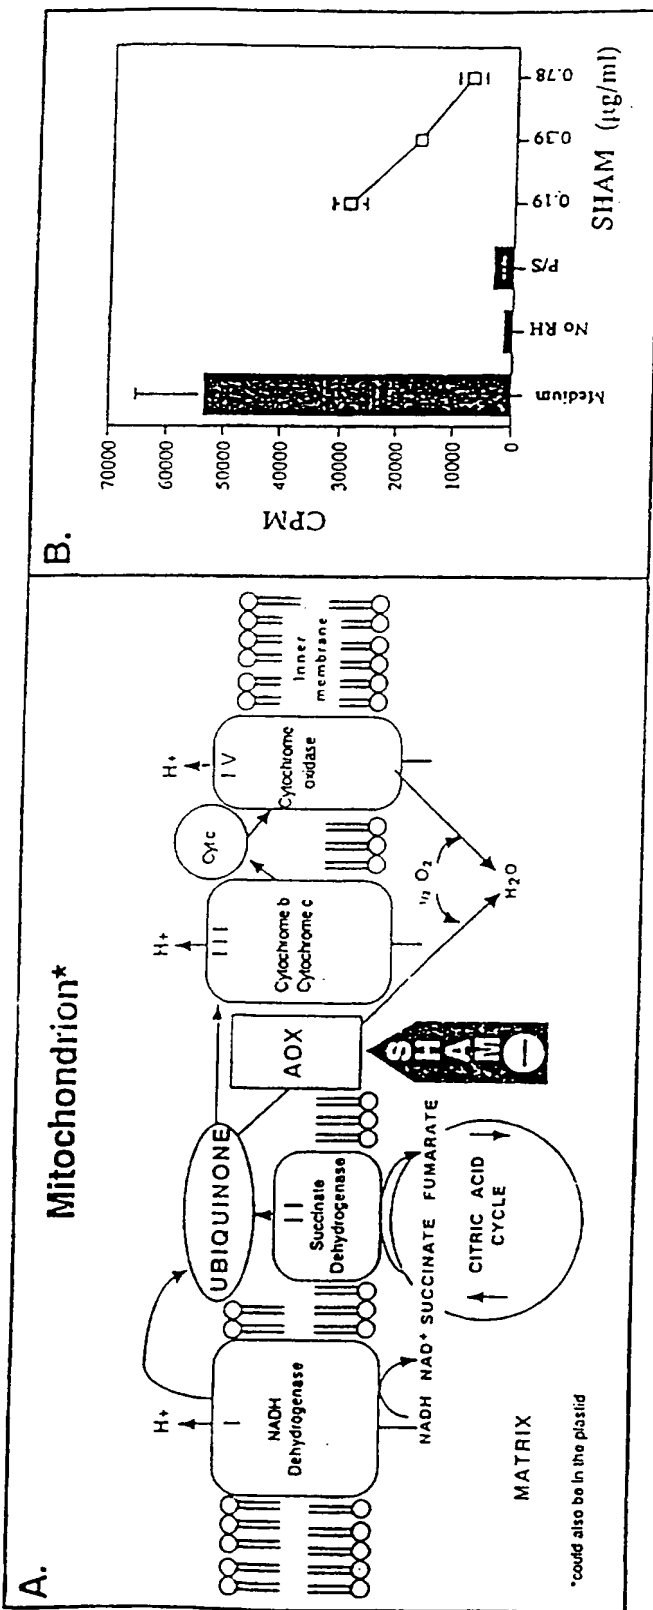 A.
Mitochondrion*
H+
I
NADH
Dehydrogenase
UBIQUINONE
II
Succinate
Dehydrogenase
AOX
H+
III
Cytochrome b
Cytochrome c
Cyt c
H+
IV
Cytochrome
oxidase
Inner
membrane
NADH NAD+ SUCCINATE FUMARATE
CITRIC ACID
CYCLE
SHAM
½ O2
H2O
MATRIX
*could also be in the plastid
B.
CPM
70000
60000
50000
40000
30000
20000
10000
0
Medium
No RH
P/S
0.19
0.39
0.78
SHAM (µg/ml)